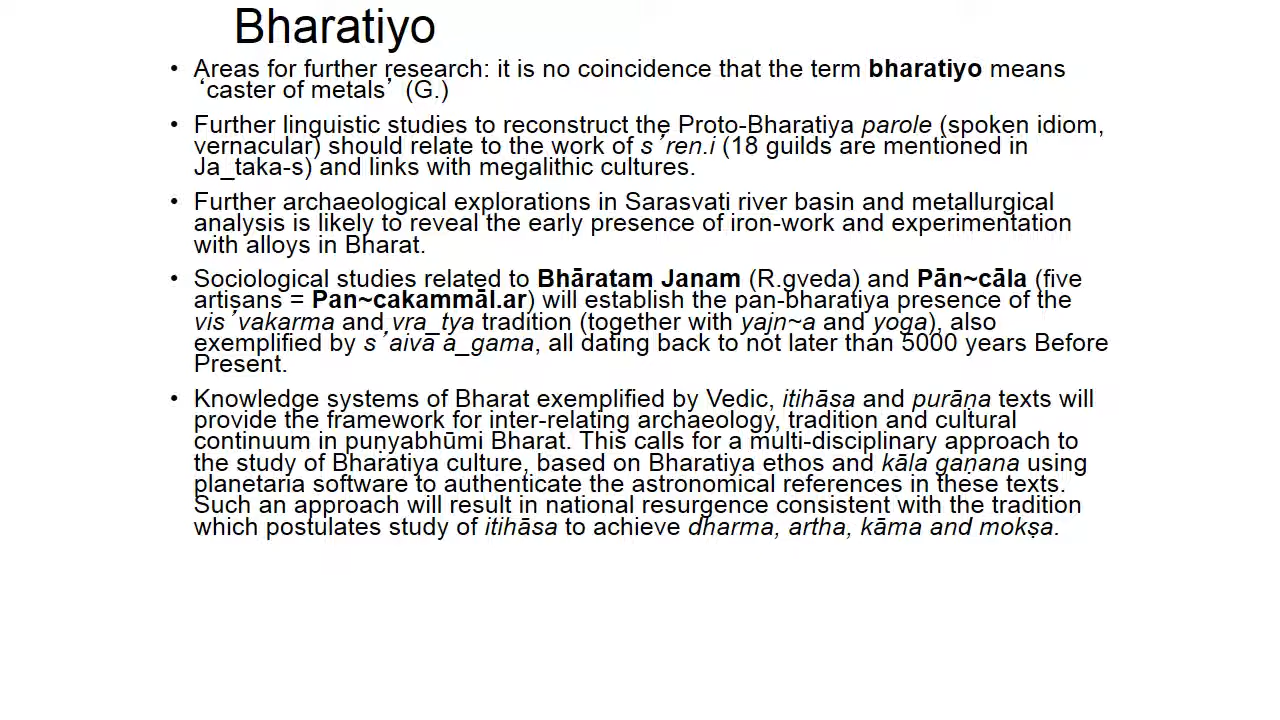 Bharatiyo
• Areas for further research: it is no coincidence that the term bharatiyo means
‘caster of metals’ (G.)
• Further linguistic studies to reconstruct the Proto-Bharatiya parole (spoken idiom,
vernacular) should relate to the work of s´ren.i (18 guilds are mentioned in
Ja_taka-s) and links with megalithic cultures.
• Further archaeological explorations in Sarasvati river basin and metallurgical
analysis is likely to reveal the early presence of iron-work and experimentation
with alloys in Bharat.
• Sociological studies related to Bhāratam Janam (R.gveda) and Pān~cāla (five
artisans = Pan~cakammāl.ar) will establish the pan-bharatiya presence of the
vis´vakarma and vra_tya tradition (together with yajn~a and yoga), also
exemplified by s´aiva a_gama, all dating back to not later than 5000 years Before
Present.
• Knowledge systems of Bharat exemplified by Vedic, itihāsa and purāṇa texts will
provide the framework for inter-relating archaeology, tradition and cultural
continuum in puṇyabhūmi Bharat. This calls for a multi-disciplinary approach to
the study of Bharatiya culture, based on Bharatiya ethos and kāla gaṇana using
planetaria software to authenticate the astronomical references in these texts.
Such an approach will result in national resurgence consistent with the tradition
which postulates study of itihāsa to achieve dharma, artha, kāma and mokṣa.